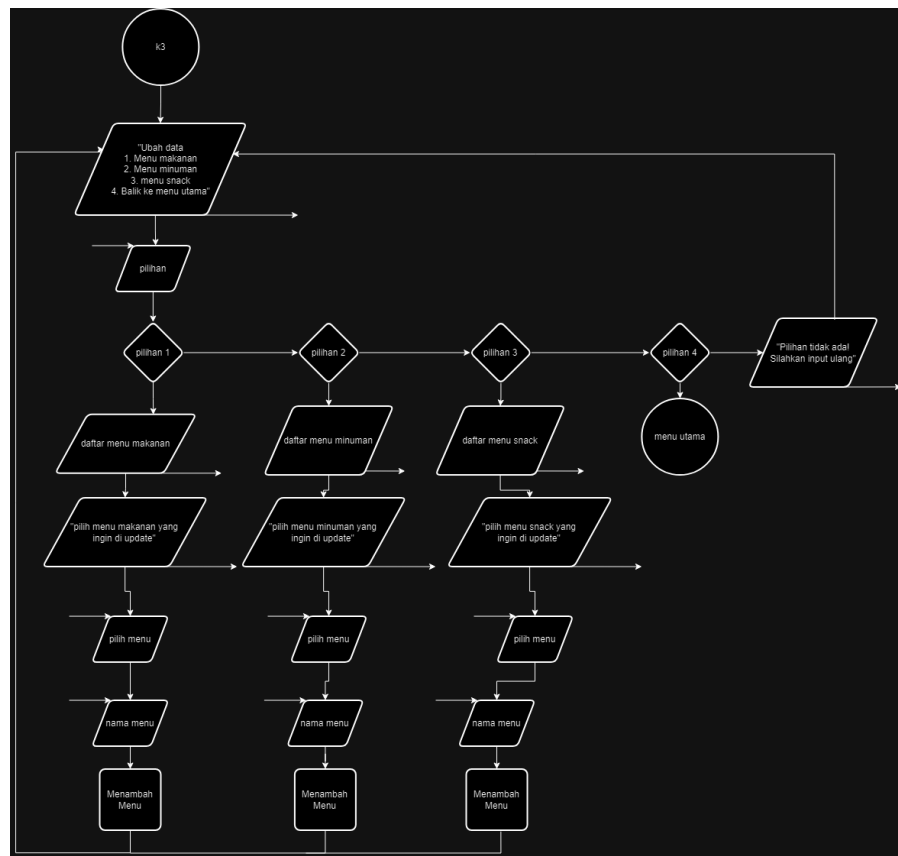 k3
"Ubah data
1. Menu makanan
2. Menu minuman
3. menu snack
4. Balik ke menu utama"
pilihan
pilihan 1
pilihan 2
pilihan 3
pilihan 4
"Pilihan tidak ada!
Silahkan input ulang"
daftar menu makanan
daftar menu minuman
daftar menu snack
menu utama
"pilih menu makanan yang
ingin di update"
"pilih menu minuman yang
ingin di update"
"pilih menu snack yang
ingin di update"
pilih menu
pilih menu
pilih menu
nama menu
nama menu
nama menu
Menambah
Menu
Menambah
Menu
Menambah
Menu